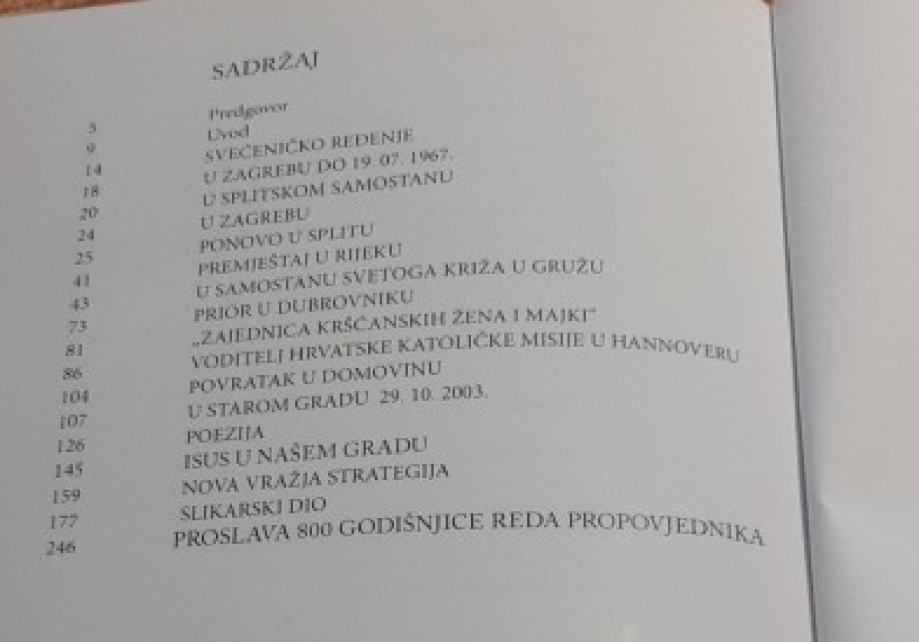 SADRŽAJ
5 Predgovor
9 Uvod
14 SVEĆENIČKO REĐENJE
18 U ZAGREBU DO 19. 07. 1967.
20 U SPLITSKOM SAMOSTANU
24 U ZAGREBU
25 PONOVO U SPLITU
41 PREMJEŠTAJ U RIJEKU
43 U SAMOSTANU SVETOGA KRIŽA U GRUŽU
73 PRIOR U DUBROVNIKU
81 „ZAJEDNICA KRŠĆANSKIH ŽENA I MAJKI“
86 VODITELJ HRVATSKE KATOLIČKE MISIJE U HANNOVERU
104 POVRATAK U DOMOVINU
107 U STAROM GRADU 29. 10. 2003.
126 POEZIJA
145 ISUS U NAŠEM GRADU
159 NOVA VRAŽJA STRATEGIJA
177 SLIKARSKI DIO
246 PROSLAVA 800 GODIŠNJICE REDA PROPOVJEDNIKA